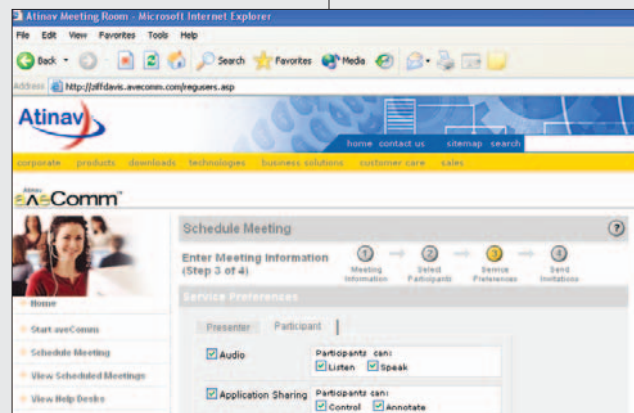 Atinav Meeting Room - Microsoft Internet Explorer
File Edit View Favorites Tools Help
Back Search Favorites Media
Address http://ziffdavis.avecomm.com/regusers.asp
Atinav
home contact us sitemap search
corporate products downloads technologies business solutions customer care sales
Atinav
aveComm™
Schedule Meeting ?
Enter Meeting Information
(Step 3 of 4)
1 2 3 4
Meeting Information
Select Participants
Service Preferences
Send Invitations
Service Preferences
Home
Start aveComm
Schedule Meeting
View Scheduled Meetings
View Help Desks
Presenter Participant
Audio Participants can:
Listen Speak
Application Sharing Participants can:
Control Annotate